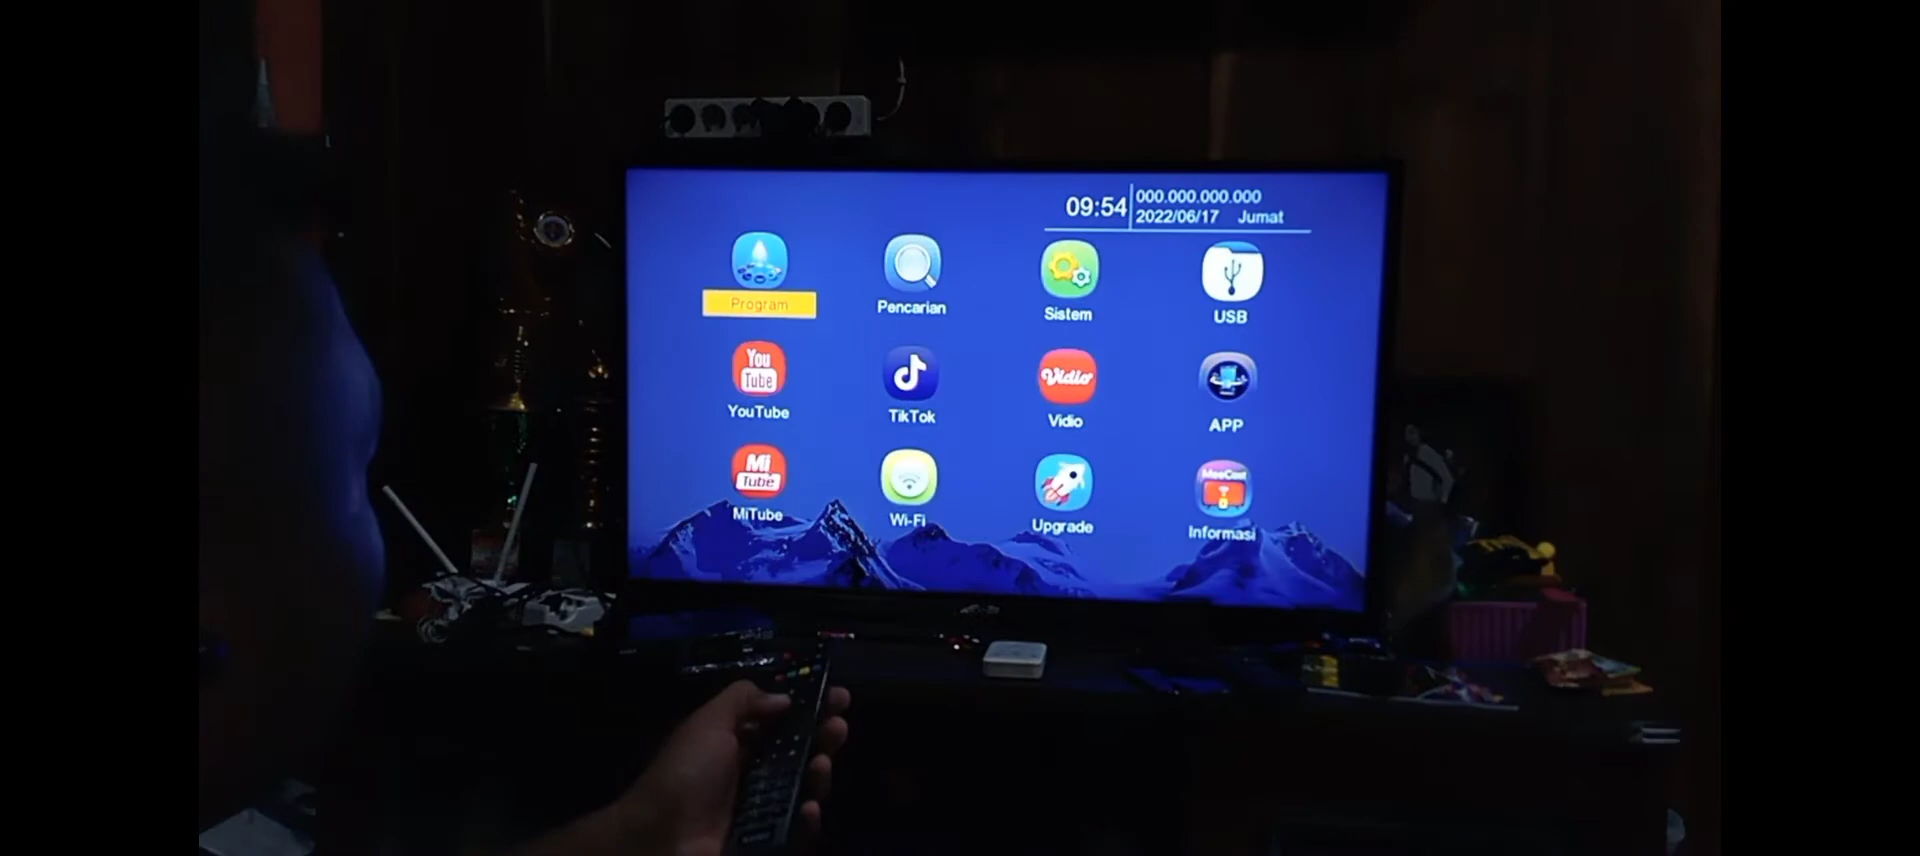 09:54
000.000.000.000
2022/06/17 Jumat
Program
Pencarian
Sistem
USB
You
Tube
YouTube
TikTok
Vidio
Vidio
APP
Mi
Tube
MiTube
Wi-Fi
Upgrade
MeeCast
Informasi